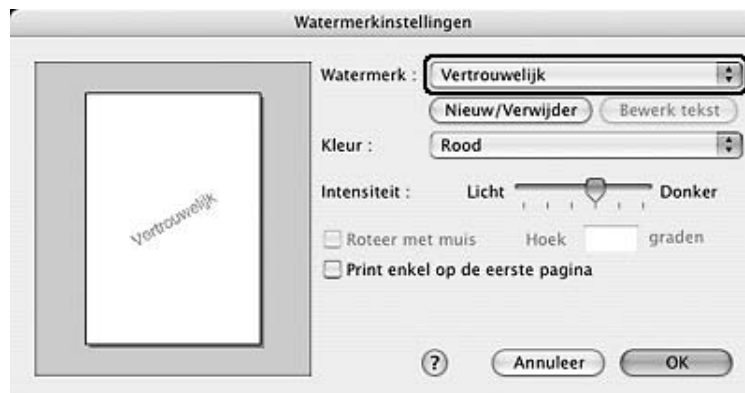 Watermerkinstellingen
Watermerk : Vertrouwelijk
Nieuw/Verwijder Bewerk tekst
Kleur : Rood
Intensiteit : Licht Donker
Vertrouwelijk
Roteer met muis Hoek graden
Print enkel op de eerste pagina
? Annuleer OK